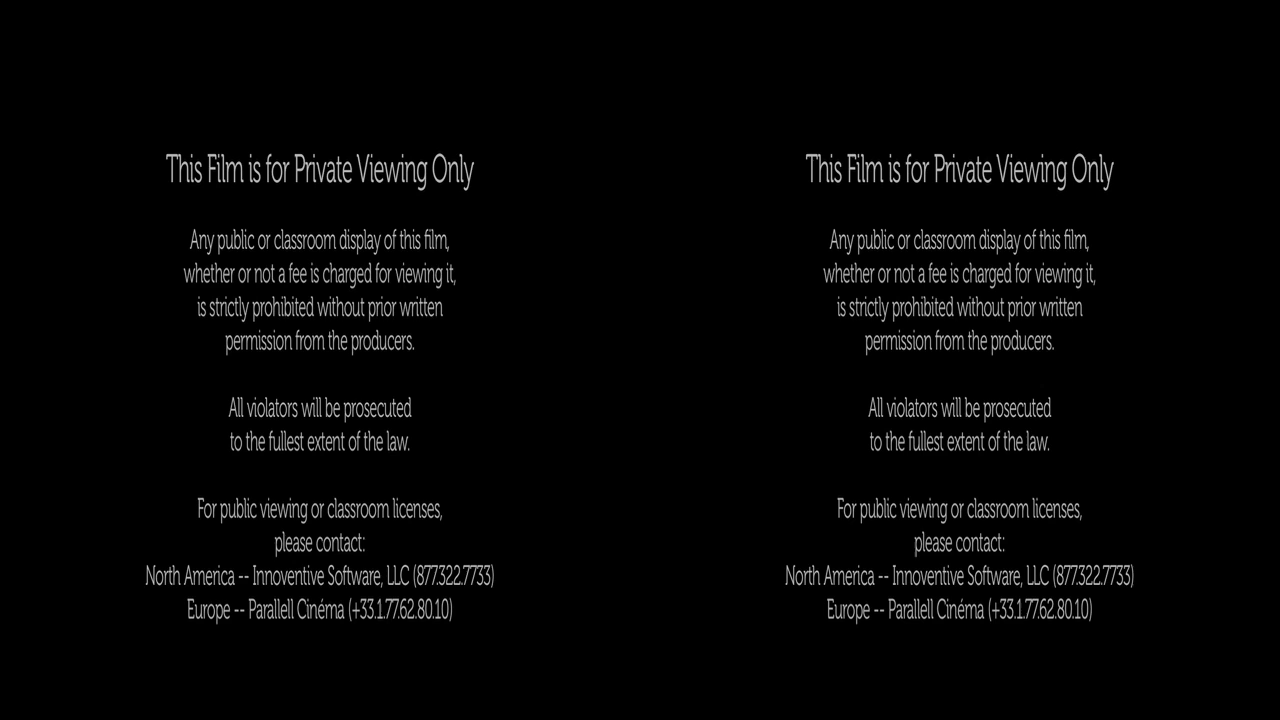 This Film is for Private Viewing Only
Any public or classroom display of this film,
whether or not a fee is charged for viewing it,
is strictly prohibited without prior written
permission from the producers.
All violators will be prosecuted
to the fullest extent of the law.
For public viewing or classroom licenses,
please contact:
North America -- Innoventive Software, LLC (877.322.7733)
Europe -- Parallell Cinéma (+33.1.77.62.80.10)
This Film is for Private Viewing Only
Any public or classroom display of this film,
whether or not a fee is charged for viewing it,
is strictly prohibited without prior written
permission from the producers.
All violators will be prosecuted
to the fullest extent of the law.
For public viewing or classroom licenses,
please contact:
North America -- Innoventive Software, LLC (877.322.7733)
Europe -- Parallell Cinéma (+33.1.77.62.80.10)